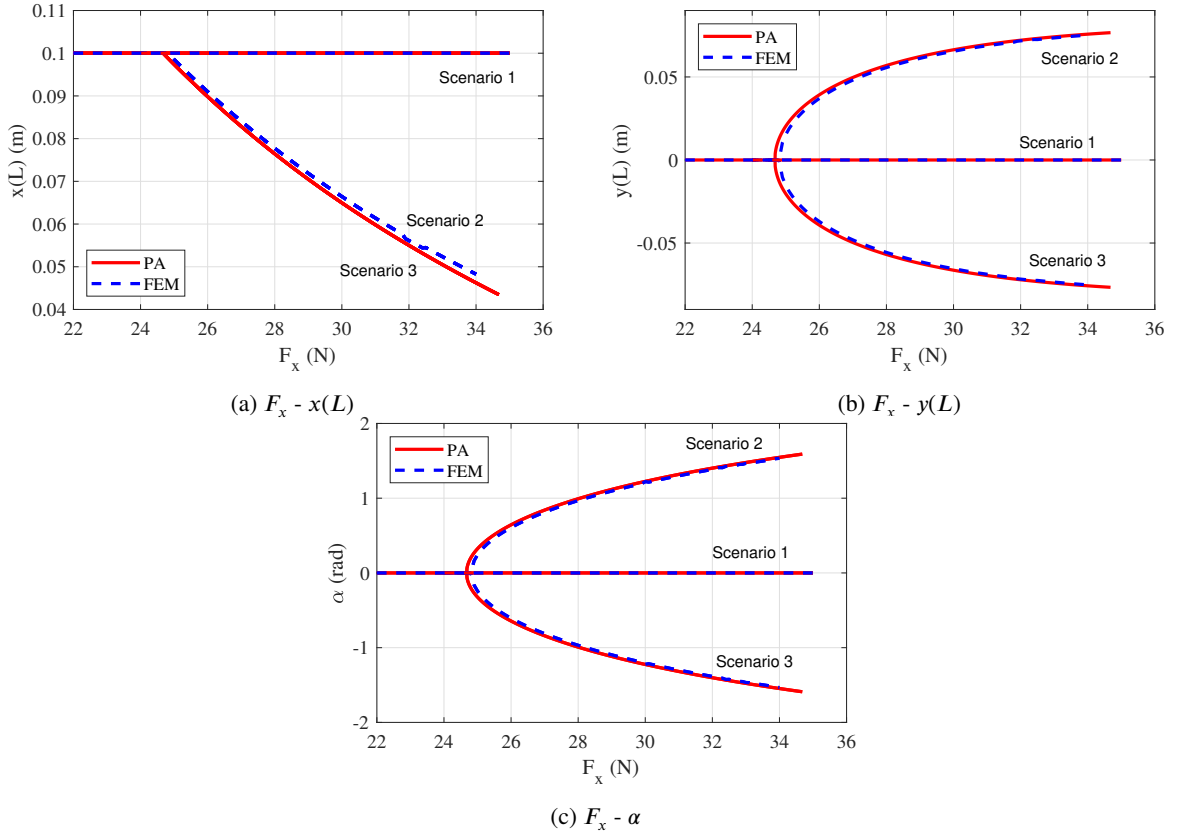 0.11
0.1
0.09
0.08
0.07
0.06
0.05
0.04
x(L) (m)
Scenario 1
Scenario 2
Scenario 3
PA
FEM
22 24 26 28 30 32 34 36
F_x (N)
(a) F_x - x(L)
PA
FEM
0.05
0
-0.05
y(L) (m)
Scenario 2
Scenario 1
Scenario 3
22 24 26 28 30 32 34 36
F_x (N)
(b) F_x - y(L)
2
1
0
-1
-2
α (rad)
PA
FEM
Scenario 2
Scenario 1
Scenario 3
22 24 26 28 30 32 34 36
F_x (N)
(c) F_x - α